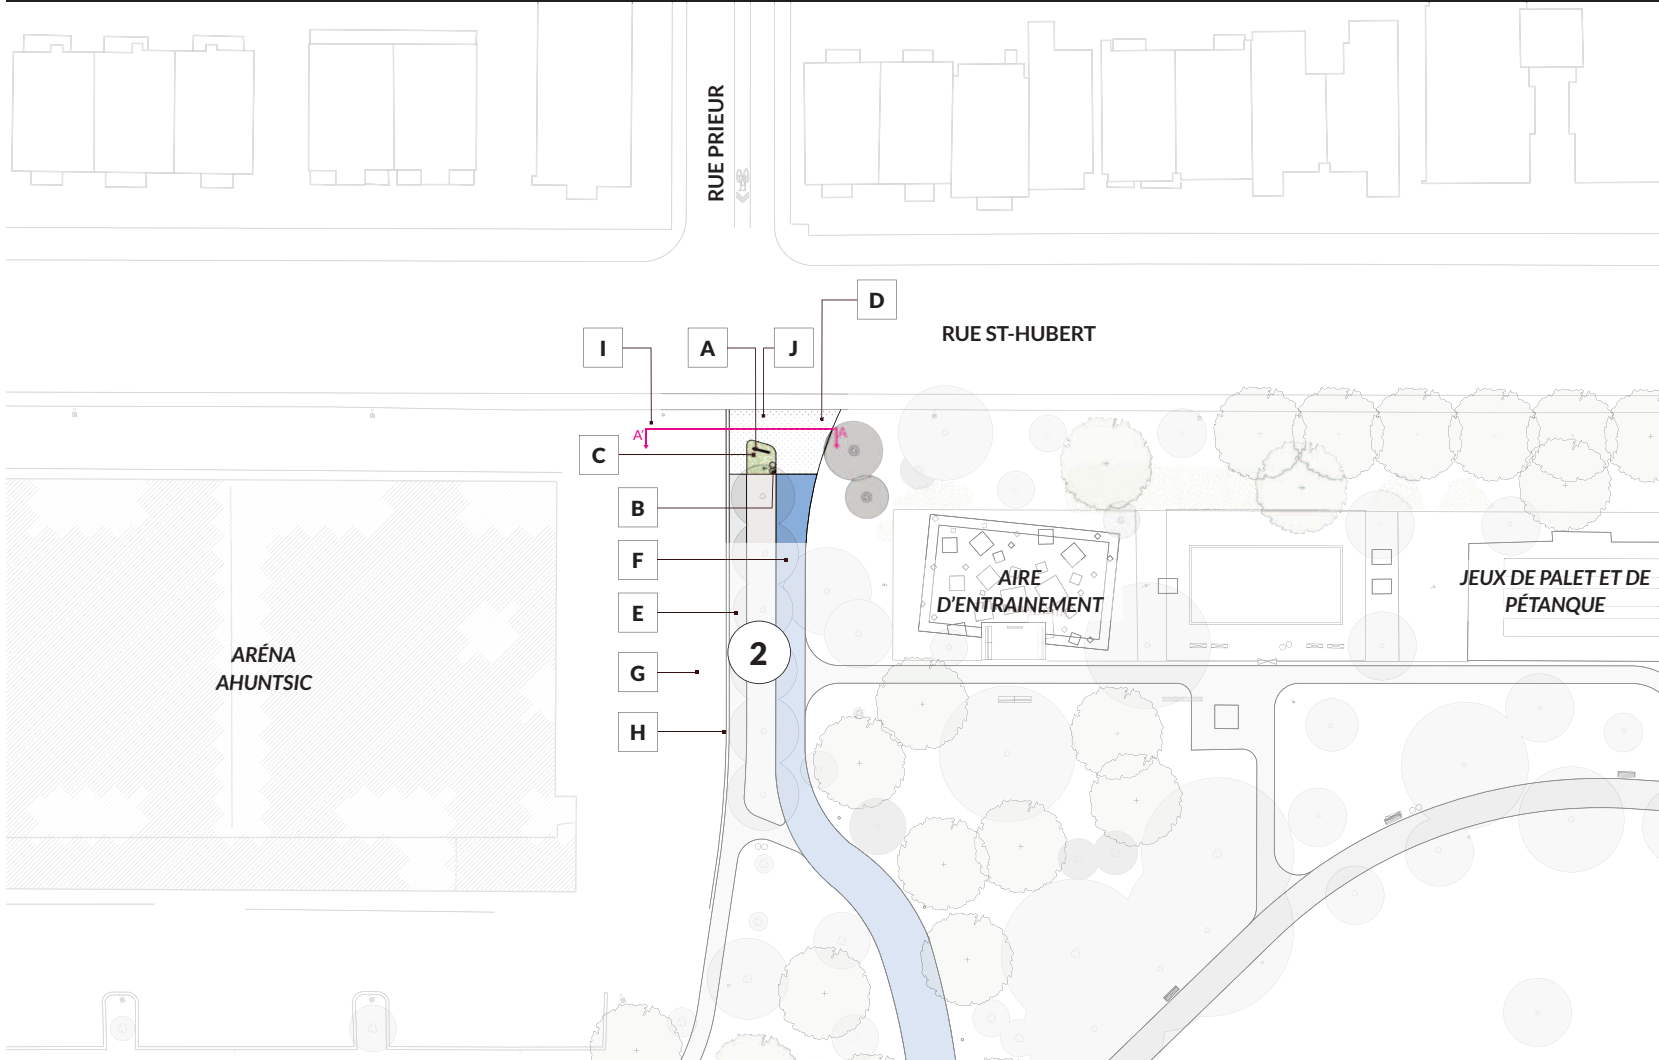 RUE PRIEUR
D
RUE ST-HUBERT
I
A
J
A'
A
C
B
F
E
2
G
H
AIRE
D'ENTRAINEMENT
JEUX DE PALET ET DE
PÉTANQUE
ARÉNA
AHUNTSIC